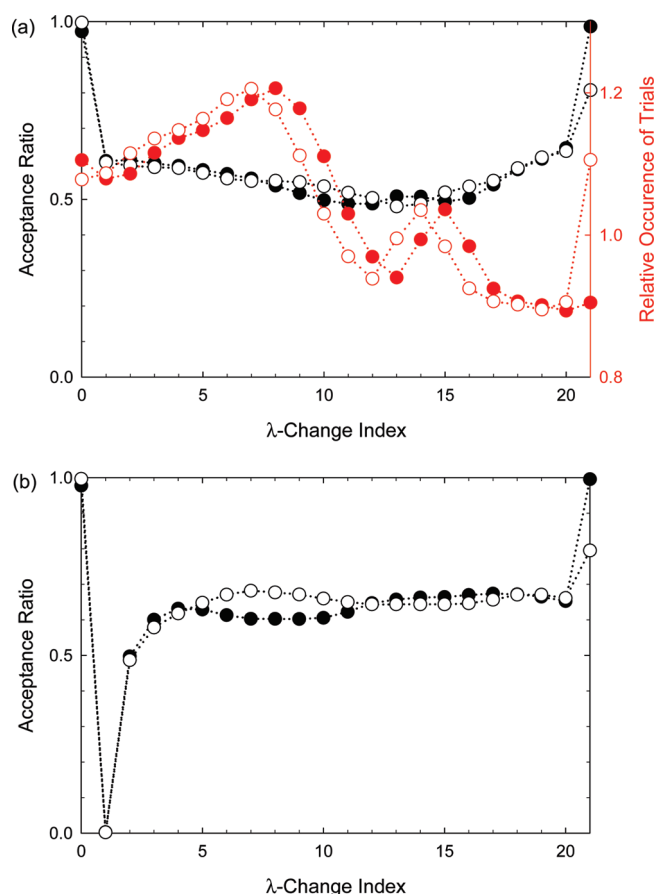 (a)
1.0
0.5
0.0
Acceptance Ratio
1.2
1.0
0.8
Relative Occurence of Trials
0 5 10 15 20
λ-Change Index
(b)
1.0
0.5
0.0
Acceptance Ratio
0 5 10 15 20
λ-Change Index